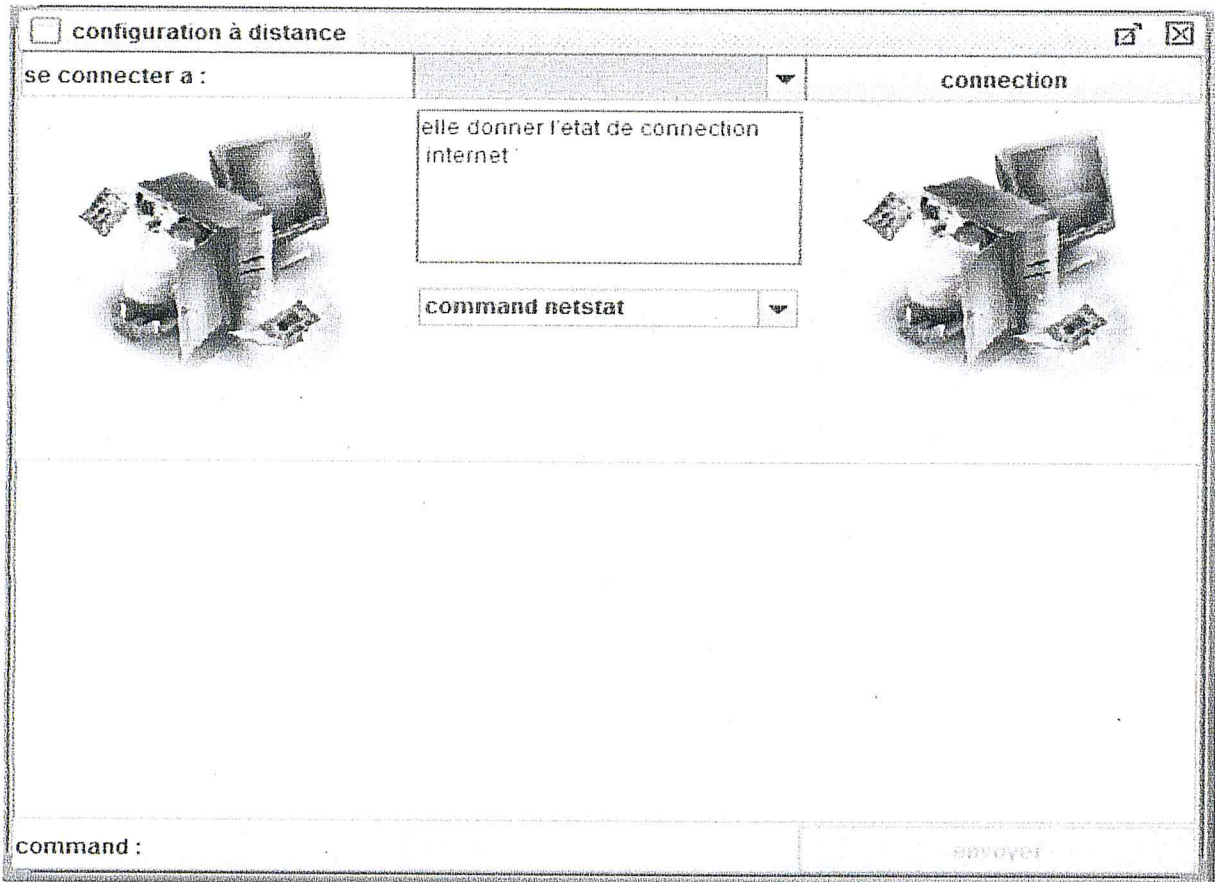 configuration à distance
se connecter a :
connection
elle donner l'etat de connection
internet
command netstat
command :
envoyer